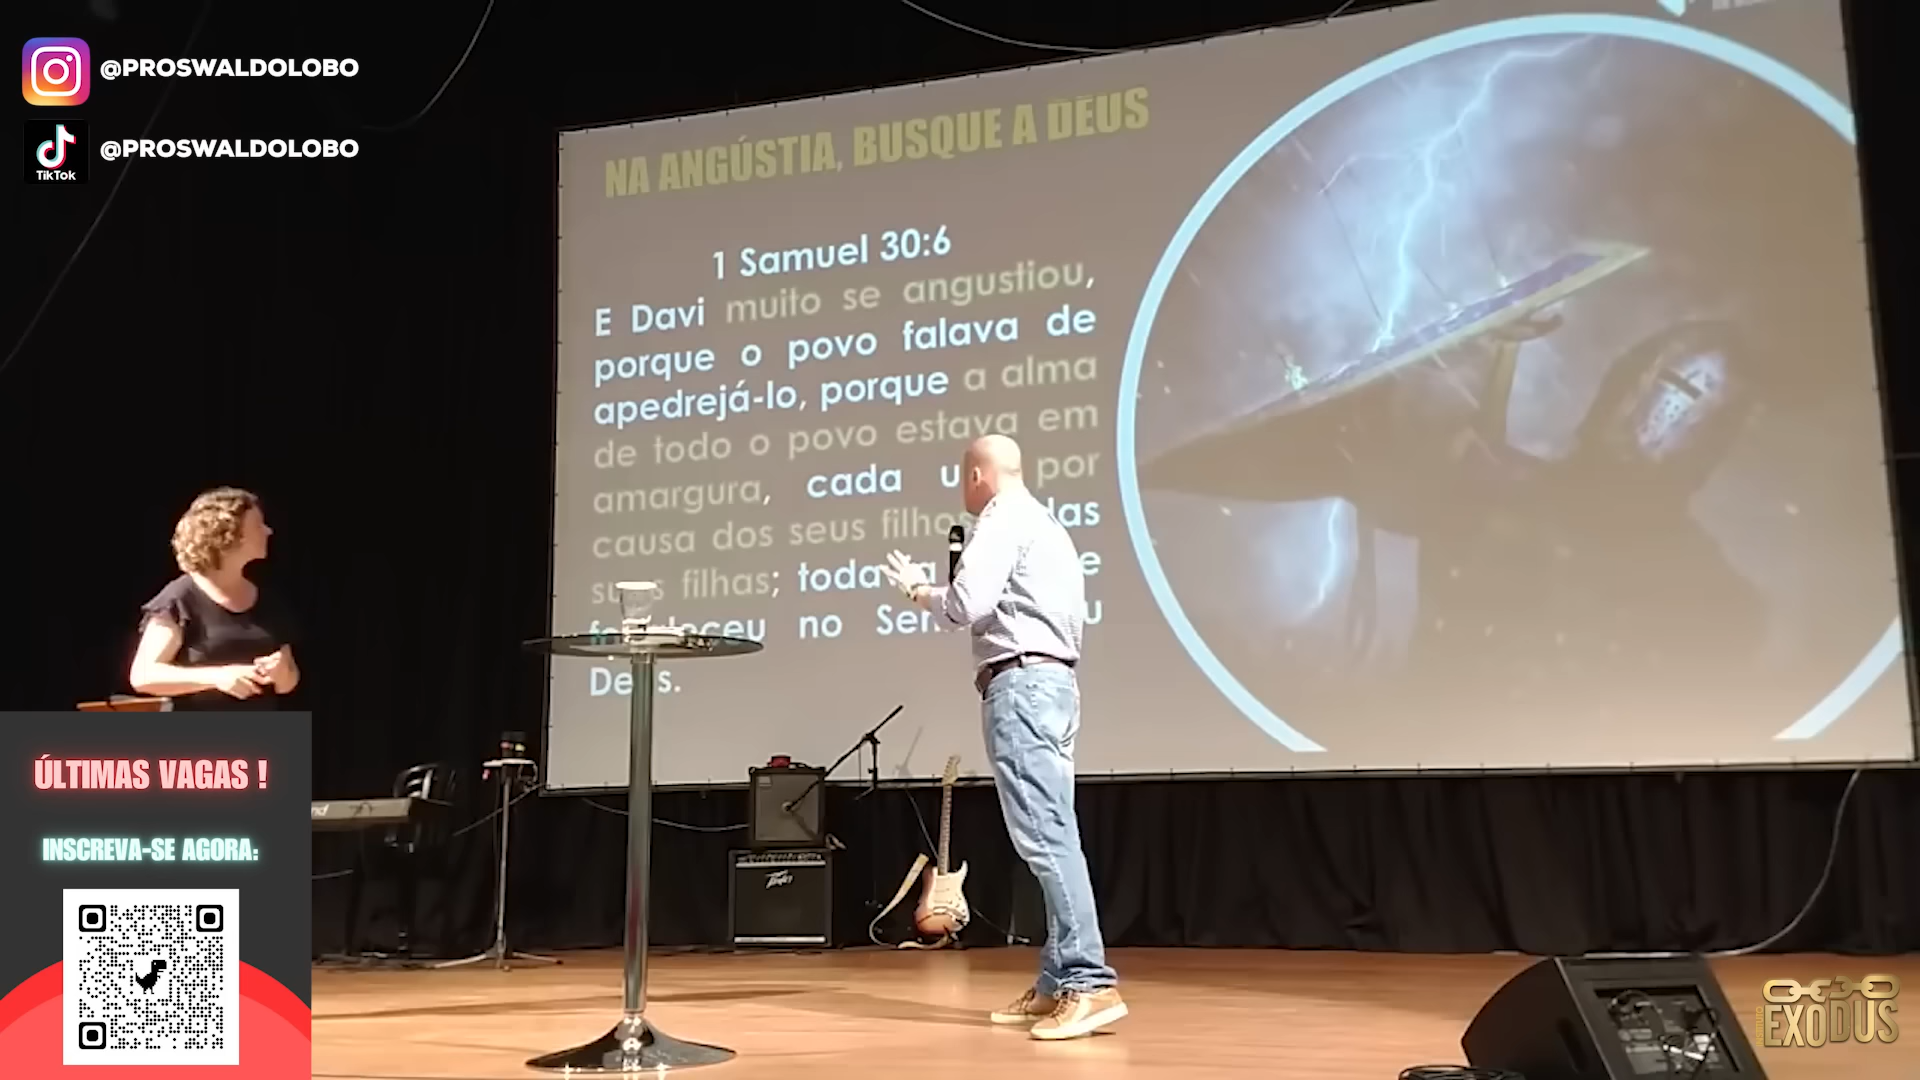 @PROSWALDOLOBO
TikTok
@PROSWALDOLOBO
NA ANGÚSTIA, BUSQUE A DEUS
1 Samuel 30:6
E Davi muito se angustiou,
porque o povo falava de
apedrejá-lo, porque a alma
de todo o povo estava em
amargura, cada por
causa dos seus filhos
filhas;
no
ÚLTIMAS VAGAS !
INSCREVA-SE AGORA:
PEAVEY
EXODUS